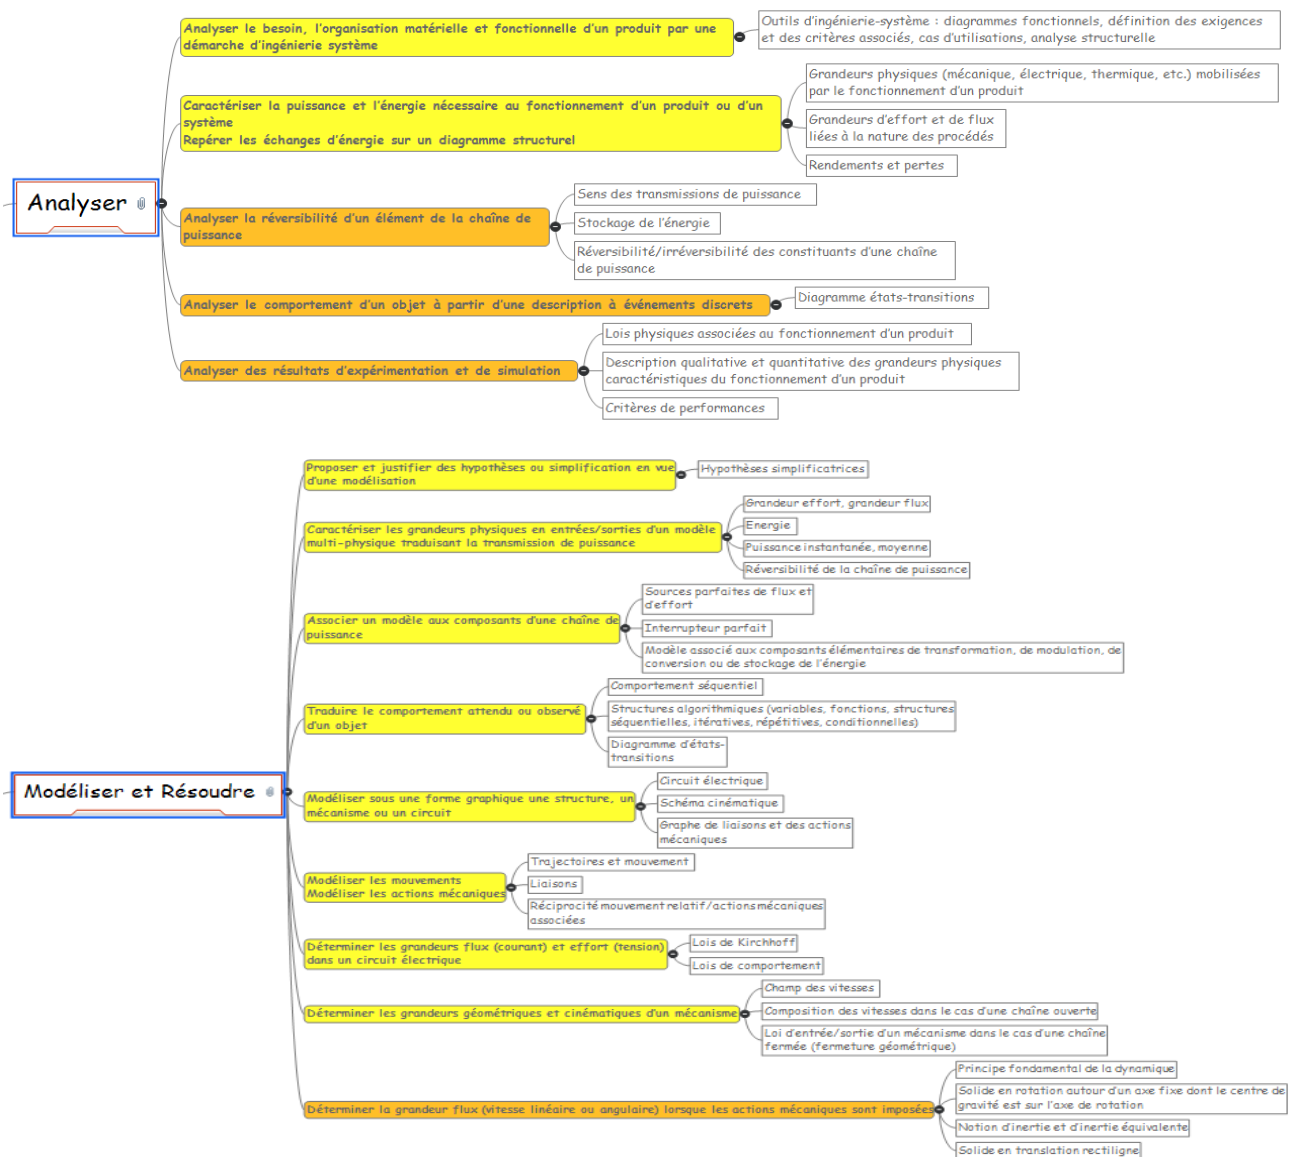 Analyser
Analyser le besoin, l'organisation matérielle et fonctionnelle d'un produit par une
démarche d'ingénierie système
Outils d'ingénierie-système : diagrammes fonctionnels, définition des exigences
et des critères associés, cas d'utilisations, analyse structurelle
Caractériser la puissance et l'énergie nécessaire au fonctionnement d'un produit ou d'un
système
Repérer les échanges d'énergie sur un diagramme structurel
Grandeurs physiques (mécanique, électrique, thermique, etc.) mobilisées
par le fonctionnement d'un produit
Grandeurs d'effort et de flux
liées à la nature des procédés
Rendements et pertes
Analyser la réversibilité d'un élément de la chaîne de
puissance
Sens des transmissions de puissance
Stockage de l'énergie
Réversibilité/irréversibilité des constituants d'une chaîne
de puissance
Analyser le comportement d'un objet à partir d'une description à événements discrets
Diagramme états-transitions
Analyser des résultats d'expérimentation et de simulation
Lois physiques associées au fonctionnement d'un produit
Description qualitative et quantitative des grandeurs physiques
caractéristiques du fonctionnement d'un produit
Critères de performances
Modéliser et Résoudre
Proposer et justifier des hypothèses ou simplification en vue
d'une modélisation
Hypothèses simplificatrices
Caractériser les grandeurs physiques en entrées/sorties d'un modèle
multi-physique traduisant la transmission de puissance
Grandeur effort, grandeur flux
Energie
Puissance instantanée, moyenne
Réversibilité de la chaîne de puissance
Associer un modèle aux composants d'une chaîne de
puissance
Sources parfaites de flux et
d'effort
Interrupteur parfait
Modèle associé aux composants élémentaires de transformation, de modulation, de
conversion ou de stockage de l'énergie
Traduire le comportement attendu ou observé
d'un objet
Comportement séquentiel
Structures algorithmiques (variables, fonctions, structures
séquentielles, itératives, répétitives, conditionnelles)
Diagramme d'états-
transitions
Modéliser sous une forme graphique une structure, un
mécanisme ou un circuit
Circuit électrique
Schéma cinématique
Graphe de liaisons et des actions
mécaniques
Modéliser les mouvements
Modéliser les actions mécaniques
Trajectoires et mouvement
Liaisons
Réciprocité mouvement relatif/actions mécaniques
associées
Déterminer les grandeurs flux (courant) et effort (tension)
dans un circuit électrique
Lois de Kirchhoff
Lois de comportement
Déterminer les grandeurs géométriques et cinématiques d'un mécanisme
Champ des vitesses
Composition des vitesses dans le cas d'une chaîne ouverte
Loi d'entrée/sortie d'un mécanisme dans le cas d'une chaîne
fermée (fermeture géométrique)
Déterminer la grandeur flux (vitesse linéaire ou angulaire) lorsque les actions mécaniques sont imposées
Principe fondamental de la dynamique
Solide en rotation autour d'un axe fixe dont le centre de
gravité est sur l'axe de rotation
Notion d'inertie et d'inertie équivalente
Solide en translation rectiligne